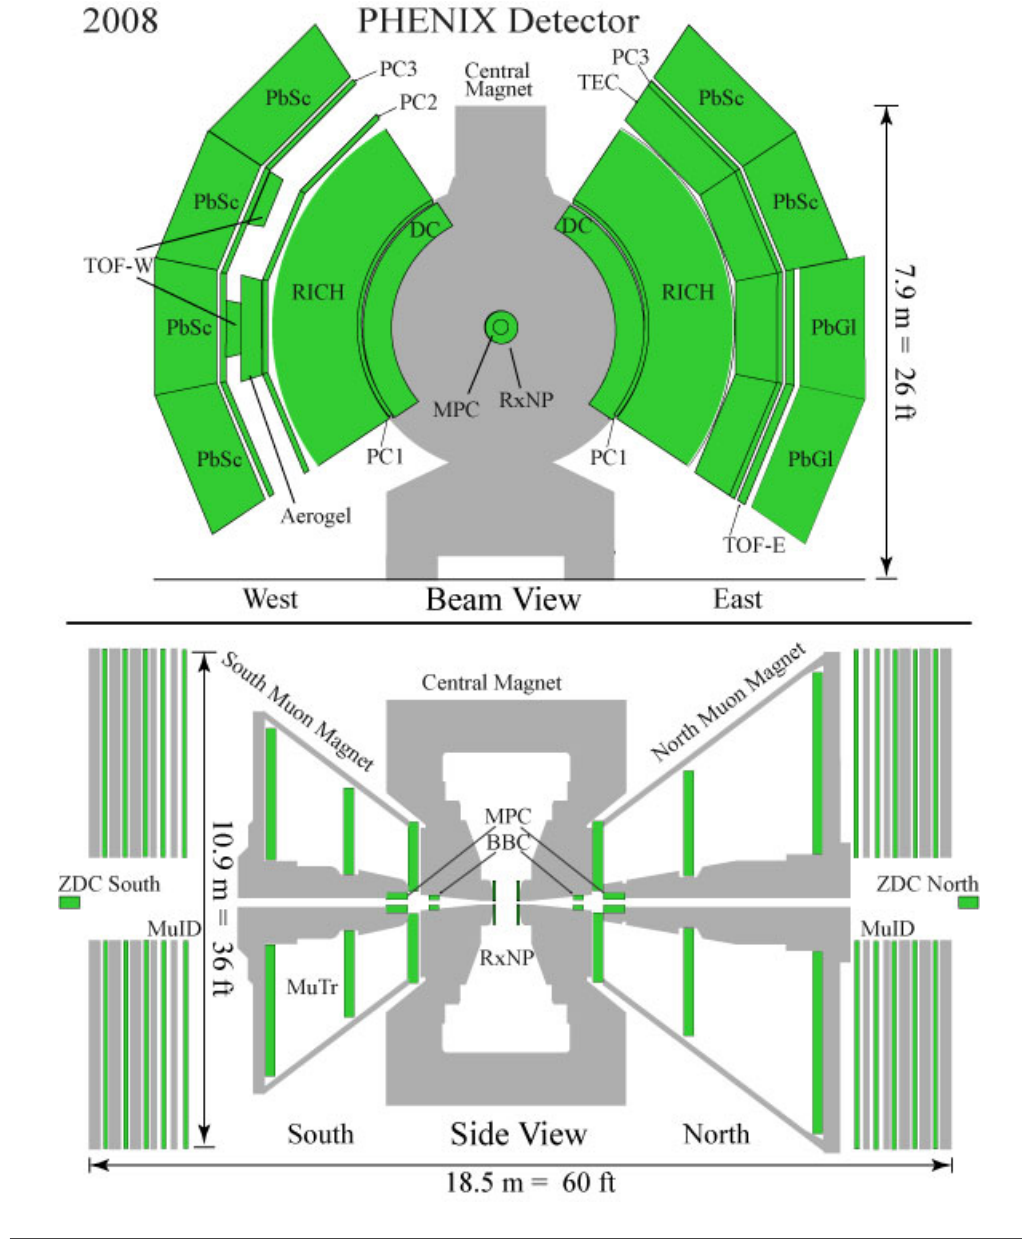 2008
PHENIX Detector
PC3
Central
Magnet
PC3
TEC
PbSc
PC2
PbSc
PbSc
DC
DC
PbSc
TOF-W
RICH
RICH
PbSc
PbGl
MPC
RxNP
7.9 m = 26 ft
PbSc
PC1
PC1
PbGl
Aerogel
TOF-E
West
Beam View
East
South Muon Magnet
Central Magnet
North Muon Magnet
MPC
BBC
ZDC South
ZDC North
MuID
10.9 m = 36 ft
MuID
RxNP
MuTr
South
Side View
North
18.5 m = 60 ft